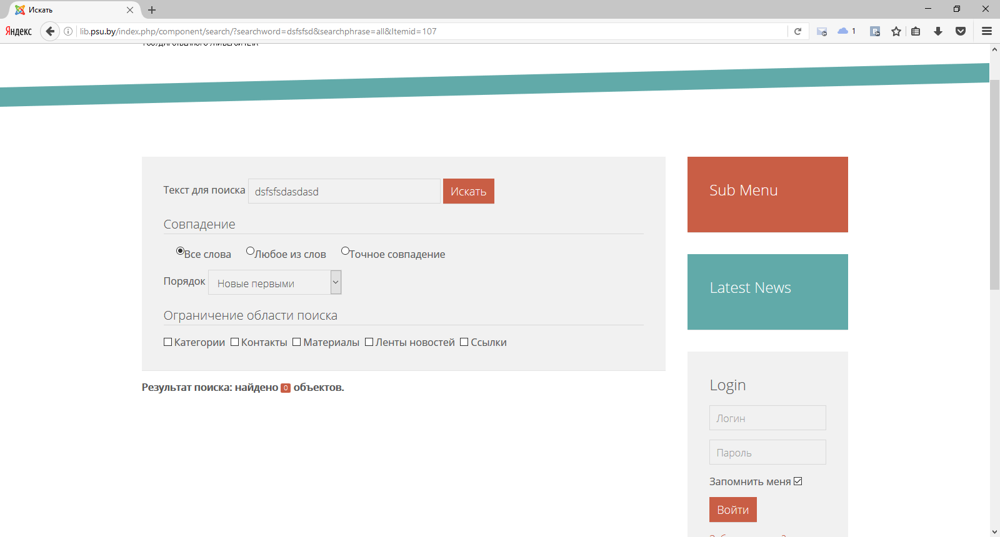 Искать
Яндекс
lib.psu.by/index.php/component/search/?searchword=dsfsfsd&searchphrase=all&Itemid=107
1
Текст для поиска dsfsfsdasdasd Искать
Совпадение
Все слова Любое из слов Точное совпадение
Порядок Новые первыми
Ограничение области поиска
Категории Контакты Материалы Ленты новостей Ссылки
Результат поиска: найдено 0 объектов.
Sub Menu
Latest News
Login
Логин
Пароль
Запомнить меня
Войти